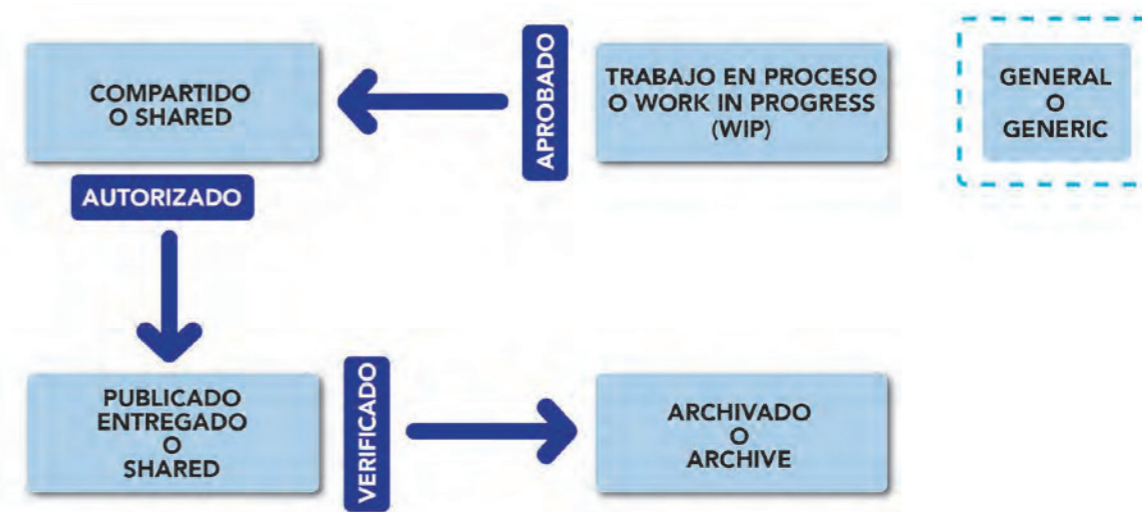 COMPARTIDO
O SHARED
APROBADO
TRABAJO EN PROCESO
O WORK IN PROGRESS
(WIP)
GENERAL
O
GENERIC
AUTORIZADO
PUBLICADO
ENTREGADO
O
SHARED
VERIFICADO
ARCHIVADO
O
ARCHIVE